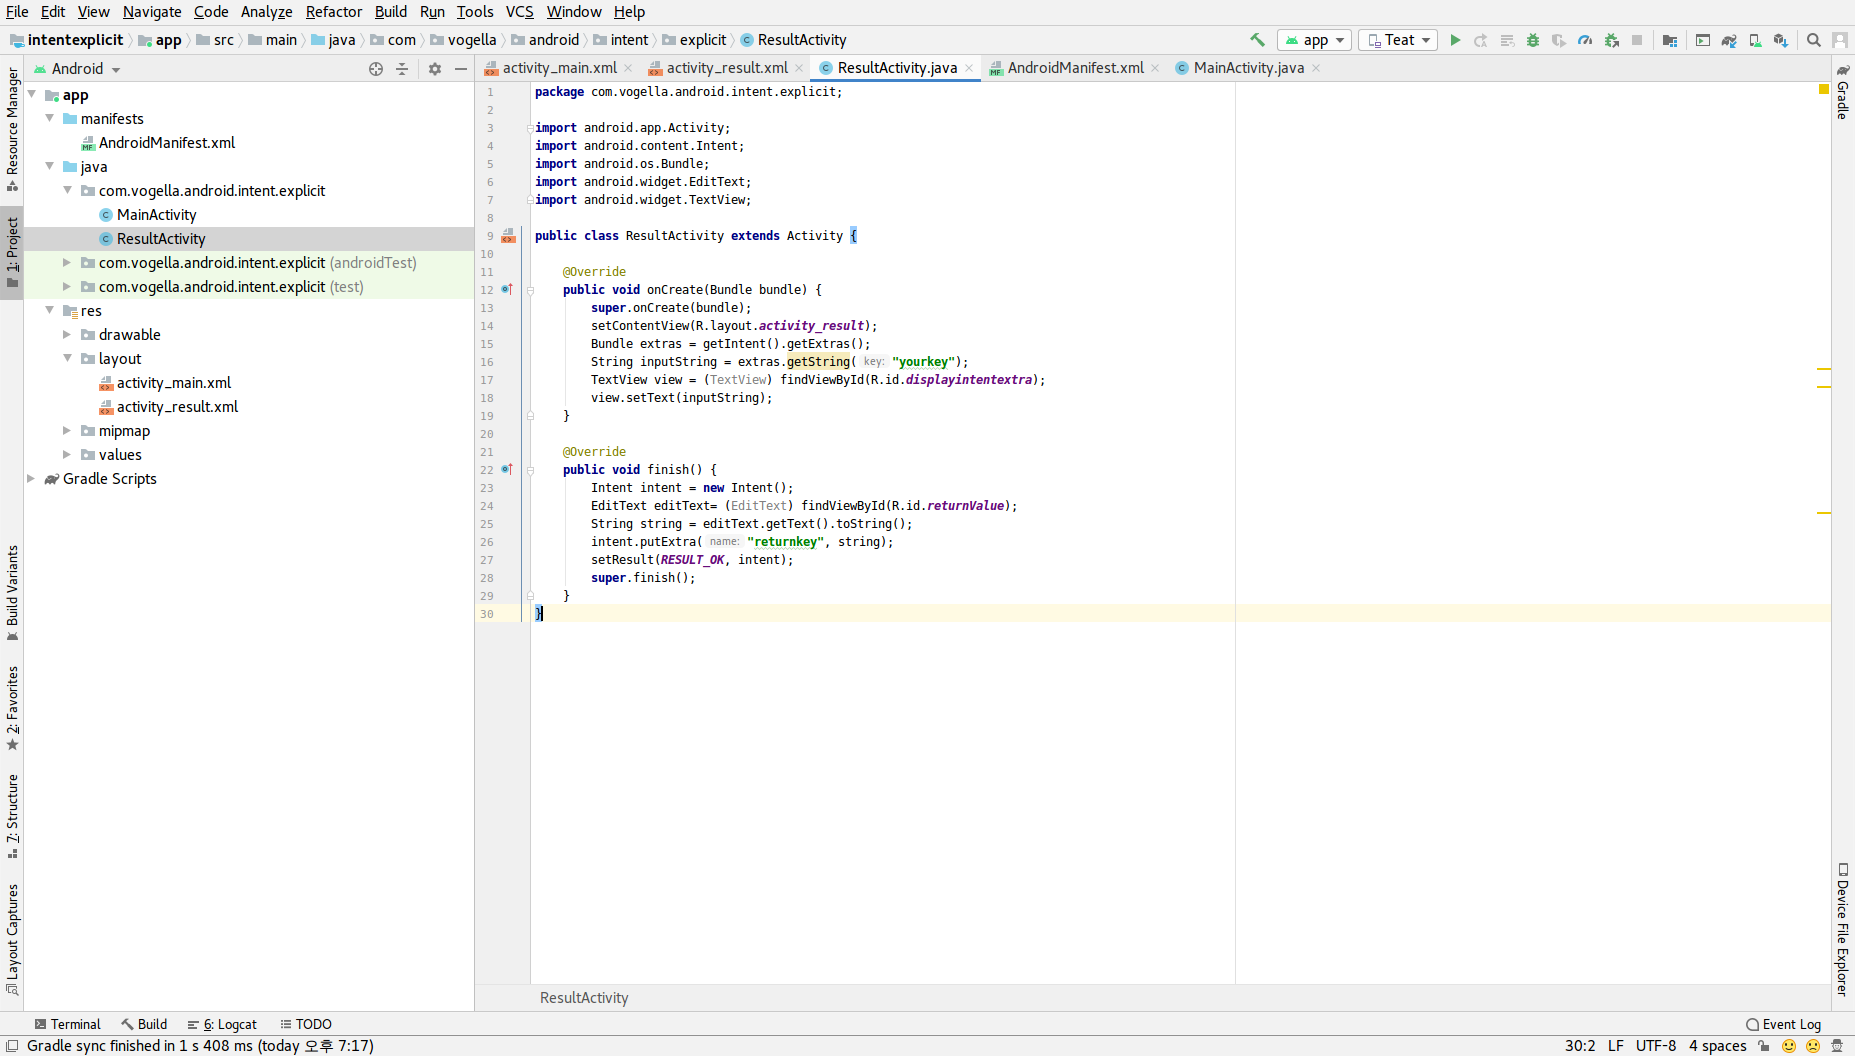 File Edit View Navigate Code Analyze Refactor Build Run Tools VCS Window Help
intentexplicit app src main java com vogella android intent explicit ResultActivity app Teat
Android
activity_main.xml activity_result.xml ResultActivity.java AndroidManifest.xml MainActivity.java
app
manifests
AndroidManifest.xml
java
com.vogella.android.intent.explicit
MainActivity
ResultActivity
com.vogella.android.intent.explicit (androidTest)
com.vogella.android.intent.explicit (test)
res
drawable
layout
activity_main.xml
activity_result.xml
mipmap
values
Gradle Scripts
Resource Manager
1: Project
Build Variants
2: Favorites
7: Structure
Layout Captures
1 package com.vogella.android.intent.explicit;
2
3 import android.app.Activity;
4 import android.content.Intent;
5 import android.os.Bundle;
6 import android.widget.EditText;
7 import android.widget.TextView;
8
9 public class ResultActivity extends Activity {
10
11 @Override
12 public void onCreate(Bundle bundle) {
13 super.onCreate(bundle);
14 setContentView(R.layout.activity_result);
15 Bundle extras = getIntent().getExtras();
16 String inputString = extras.getString( key: "yourkey");
17 TextView view = (TextView) findViewById(R.id.displayintentextra);
18 view.setText(inputString);
19 }
20
21 @Override
22 public void finish() {
23 Intent intent = new Intent();
24 EditText editText= (EditText) findViewById(R.id.returnValue);
25 String string = editText.getText().toString();
26 intent.putExtra( name: "returnkey", string);
27 setResult(RESULT_OK, intent);
28 super.finish();
29 }
30 }
ResultActivity
Gradle
Device File Explorer
Terminal Build 6: Logcat TODO Event Log
Gradle sync finished in 1 s 408 ms (today 오후 7:17) 30:2 LF UTF-8 4 spaces